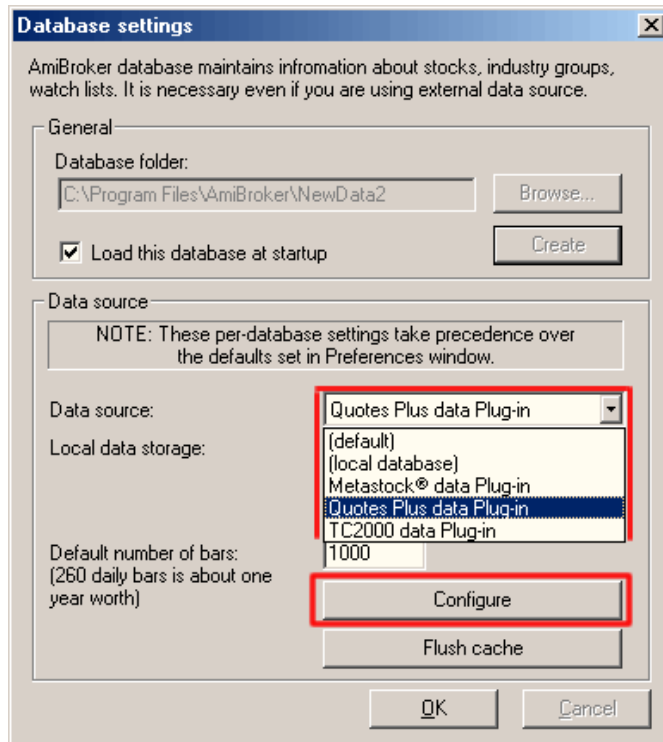 Database settings
AmiBroker database maintains infromation about stocks, industry groups,
watch lists. It is necessary even if you are using external data source.
General
Database folder:
C:\Program Files\AmiBroker\NewData2
Browse...
Load this database at startup
Create
Data source
NOTE: These per-database settings take precedence over
the defaults set in Preferences window.
Data source:
Quotes Plus data Plug-in
Local data storage:
(default)
(local database)
Metastock® data Plug-in
Quotes Plus data Plug-in
TC2000 data Plug-in
Default number of bars:
1000
(260 daily bars is about one
year worth)
Configure
Flush cache
OK
Cancel